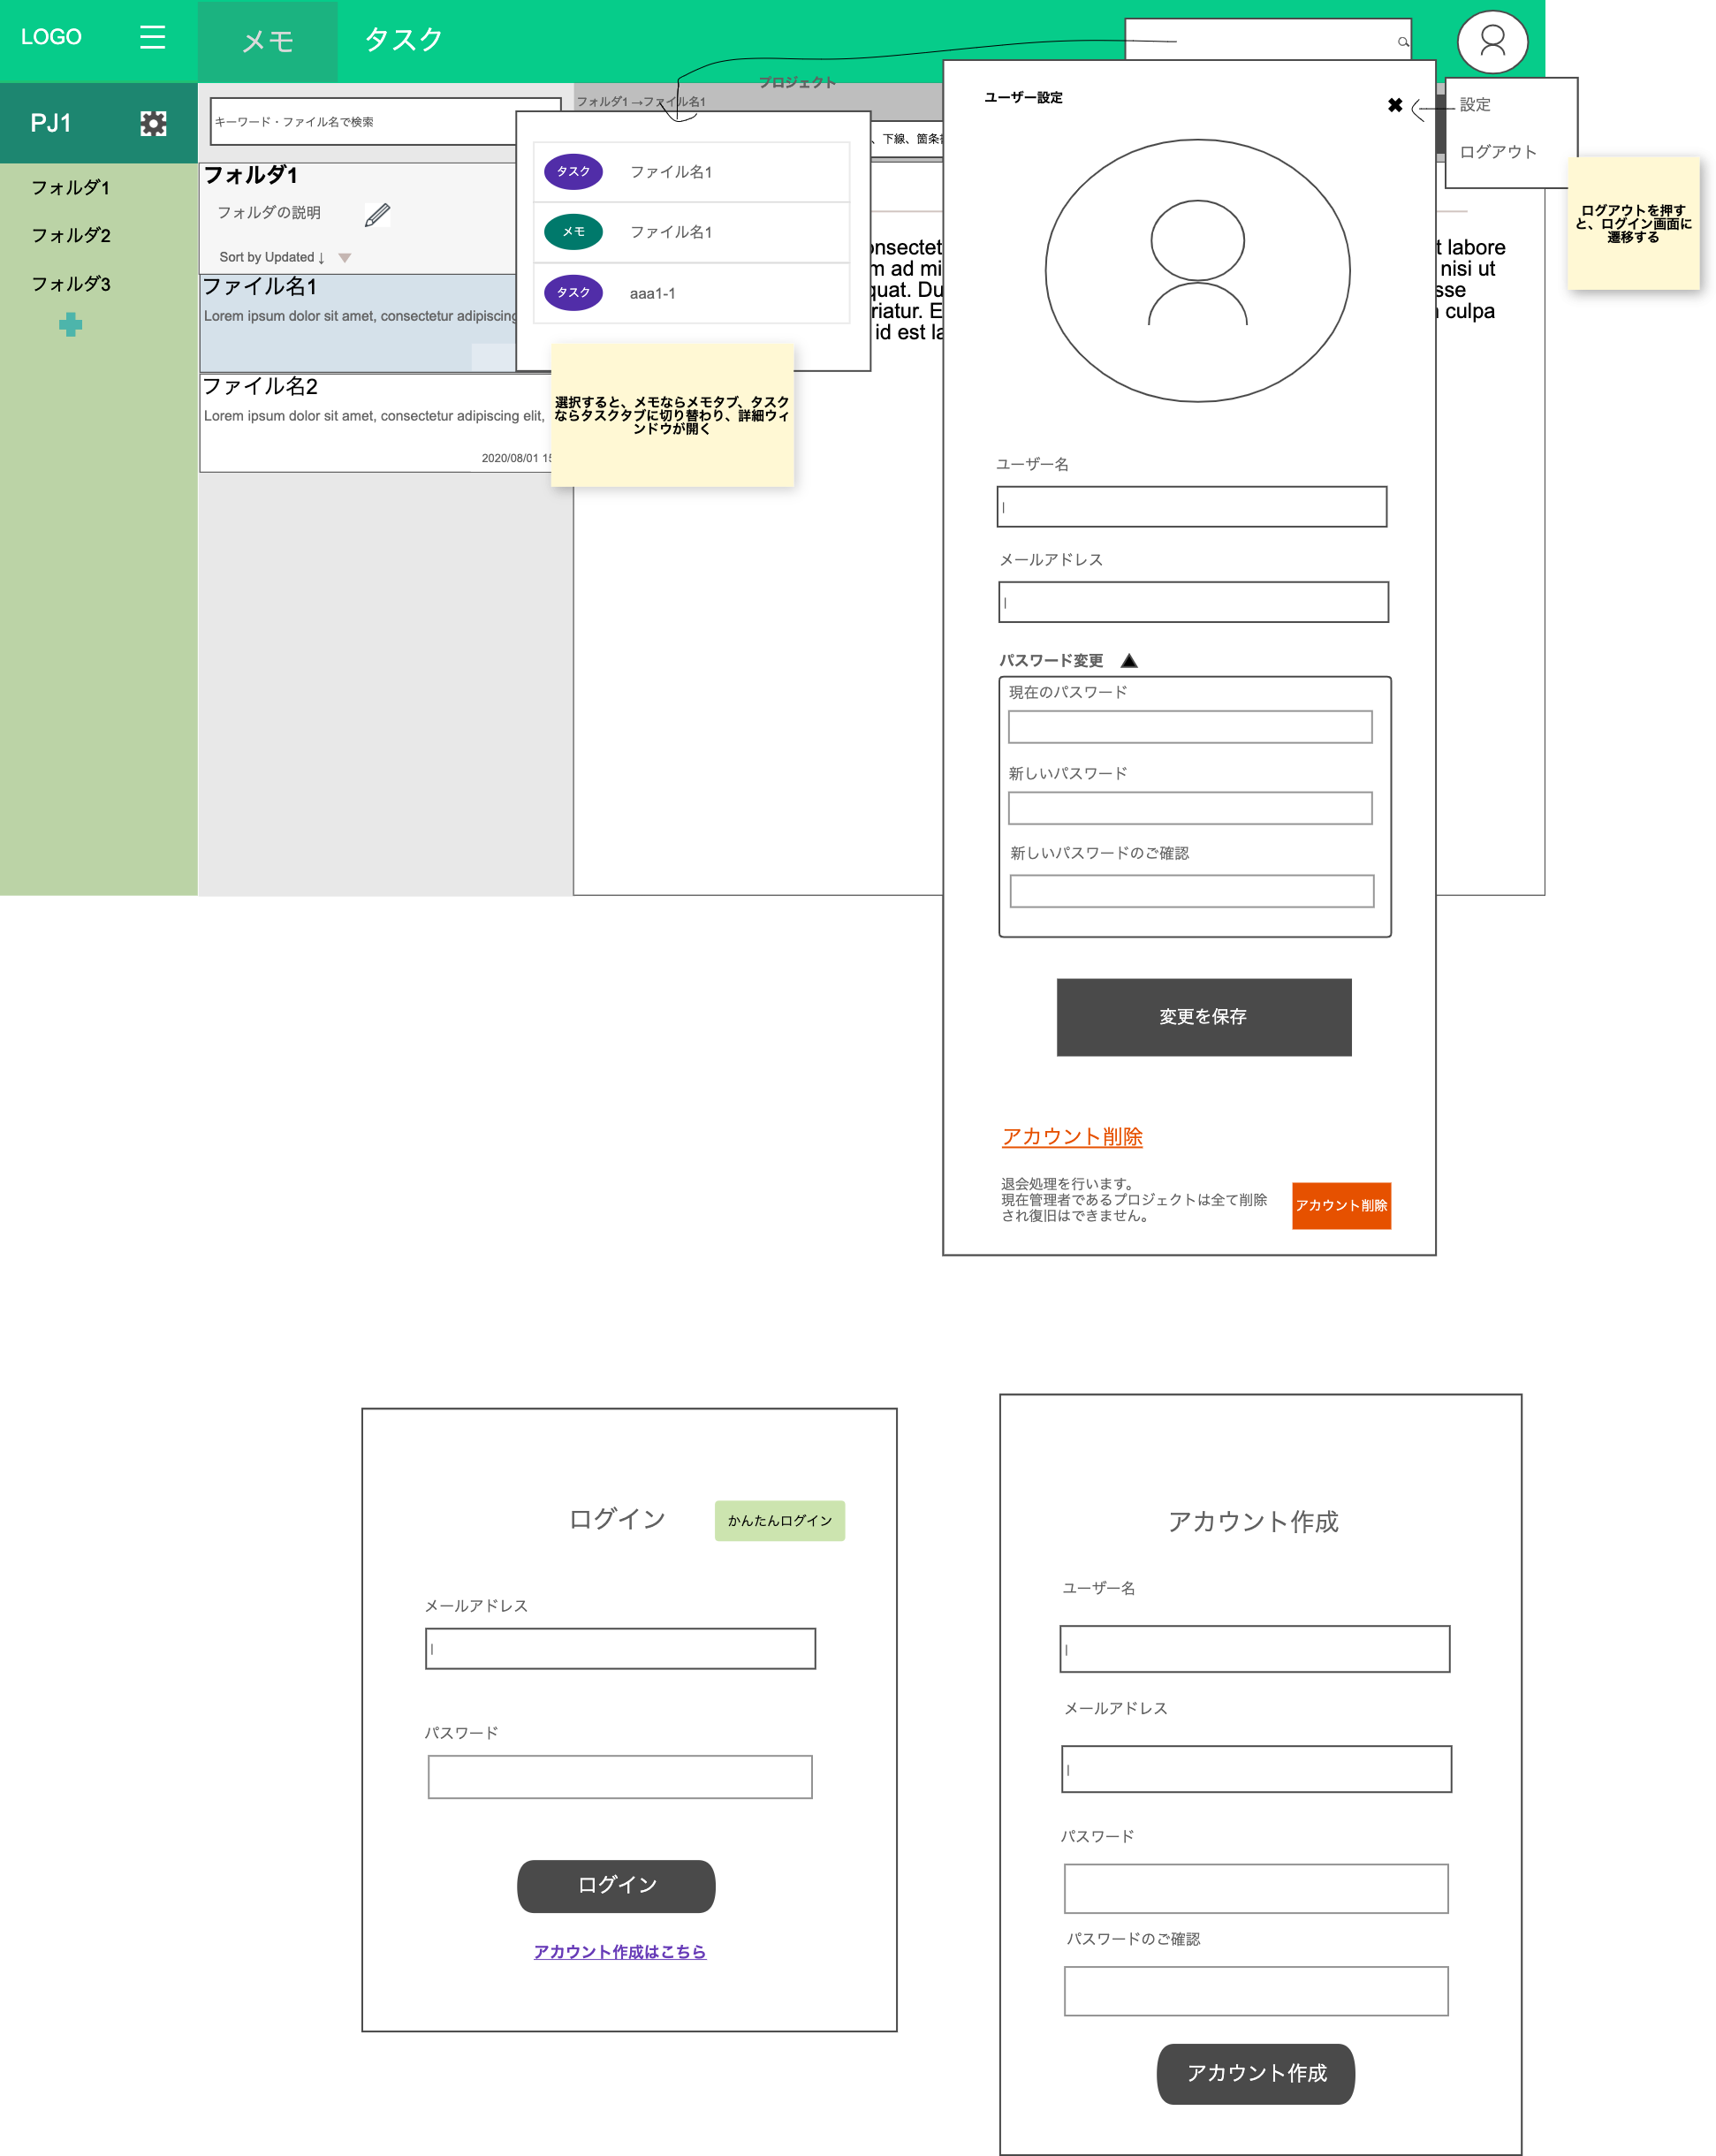 LOGO
メモ
タスク
PJ1
キーワード・ファイル名で検索
フォルダ1
フォルダ2
フォルダ3
フォルダ1
フォルダの説明
Sort by Updated ↓
ファイル名1
Lorem ipsum dolor sit amet, consectetur adipiscing
ファイル名2
Lorem ipsum dolor sit amet, consectetur adipiscing elit,
2020/08/01
プロジェクト
フォルダ1 →ファイル名1
、下線、箇条
タスク
ファイル名1
メモ
ファイル名1
タスク
aaa1-1
選択すると、メモならメモタブ、タスク
ならタスクタブに切り替わり、詳細ウィ
ンドウが開く
t labore
m ad mi
nisi ut
quat. Du
sse
riatur. E
culpa
id est la
ユーザー設定
✖
設定
ログアウト
ログアウトを押す
と、ログイン画面に
遷移する
ユーザー名
メールアドレス
パスワード変更 ▲
現在のパスワード
新しいパスワード
新しいパスワードのご確認
変更を保存
アカウント削除
退会処理を行います。
現在管理者であるプロジェクトは全て削除
され復旧はできません。
アカウント削除
ログイン
かんたんログイン
メールアドレス
パスワード
ログイン
アカウント作成はこちら
アカウント作成
ユーザー名
メールアドレス
パスワード
パスワードのご確認
アカウント作成